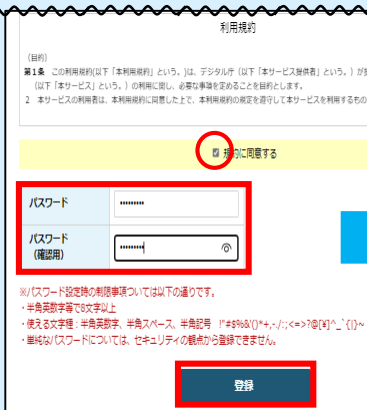 利用規約
(目的)
第1条 この利用規約(以下「本利用規約」という。)は、デジタル庁（以下「本サービス提供者」という。）が
（以下「本サービス」という。）の利用に関し、必要な事項を定めることを目的とします。
2 本サービスの利用者は、本利用規約に同意した上で、本利用規約の規定を遵守して本サービスを利用するもの
規約に同意する
パスワード
パスワード
（確認用）
※パスワード設定時の制限事項ついては以下の通りです。
・半角英数字等で8文字以上
・使える文字種：半角英数字、半角スペース、半角記号 !"#$%&'()*+,-./:;<=>?@[¥]^_`{|}~
・単純なパスワードについては、セキュリティの観点から登録できません。
登録